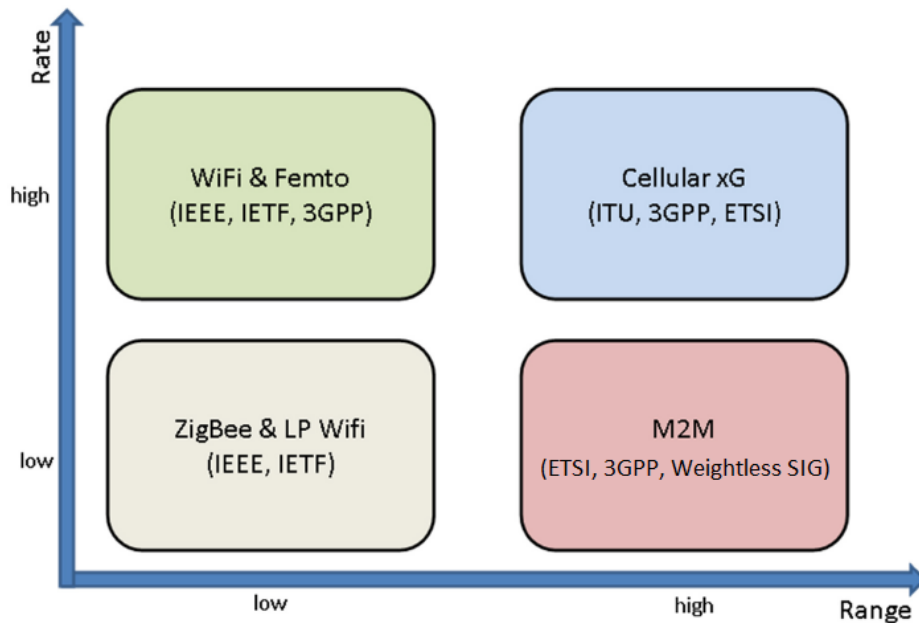 Rate
high
WiFi & Femto
(IEEE, IETF, 3GPP)
Cellular xG
(ITU, 3GPP, ETSI)
low
ZigBee & LP Wifi
(IEEE, IETF)
M2M
(ETSI, 3GPP, Weightless SIG)
low
high
Range